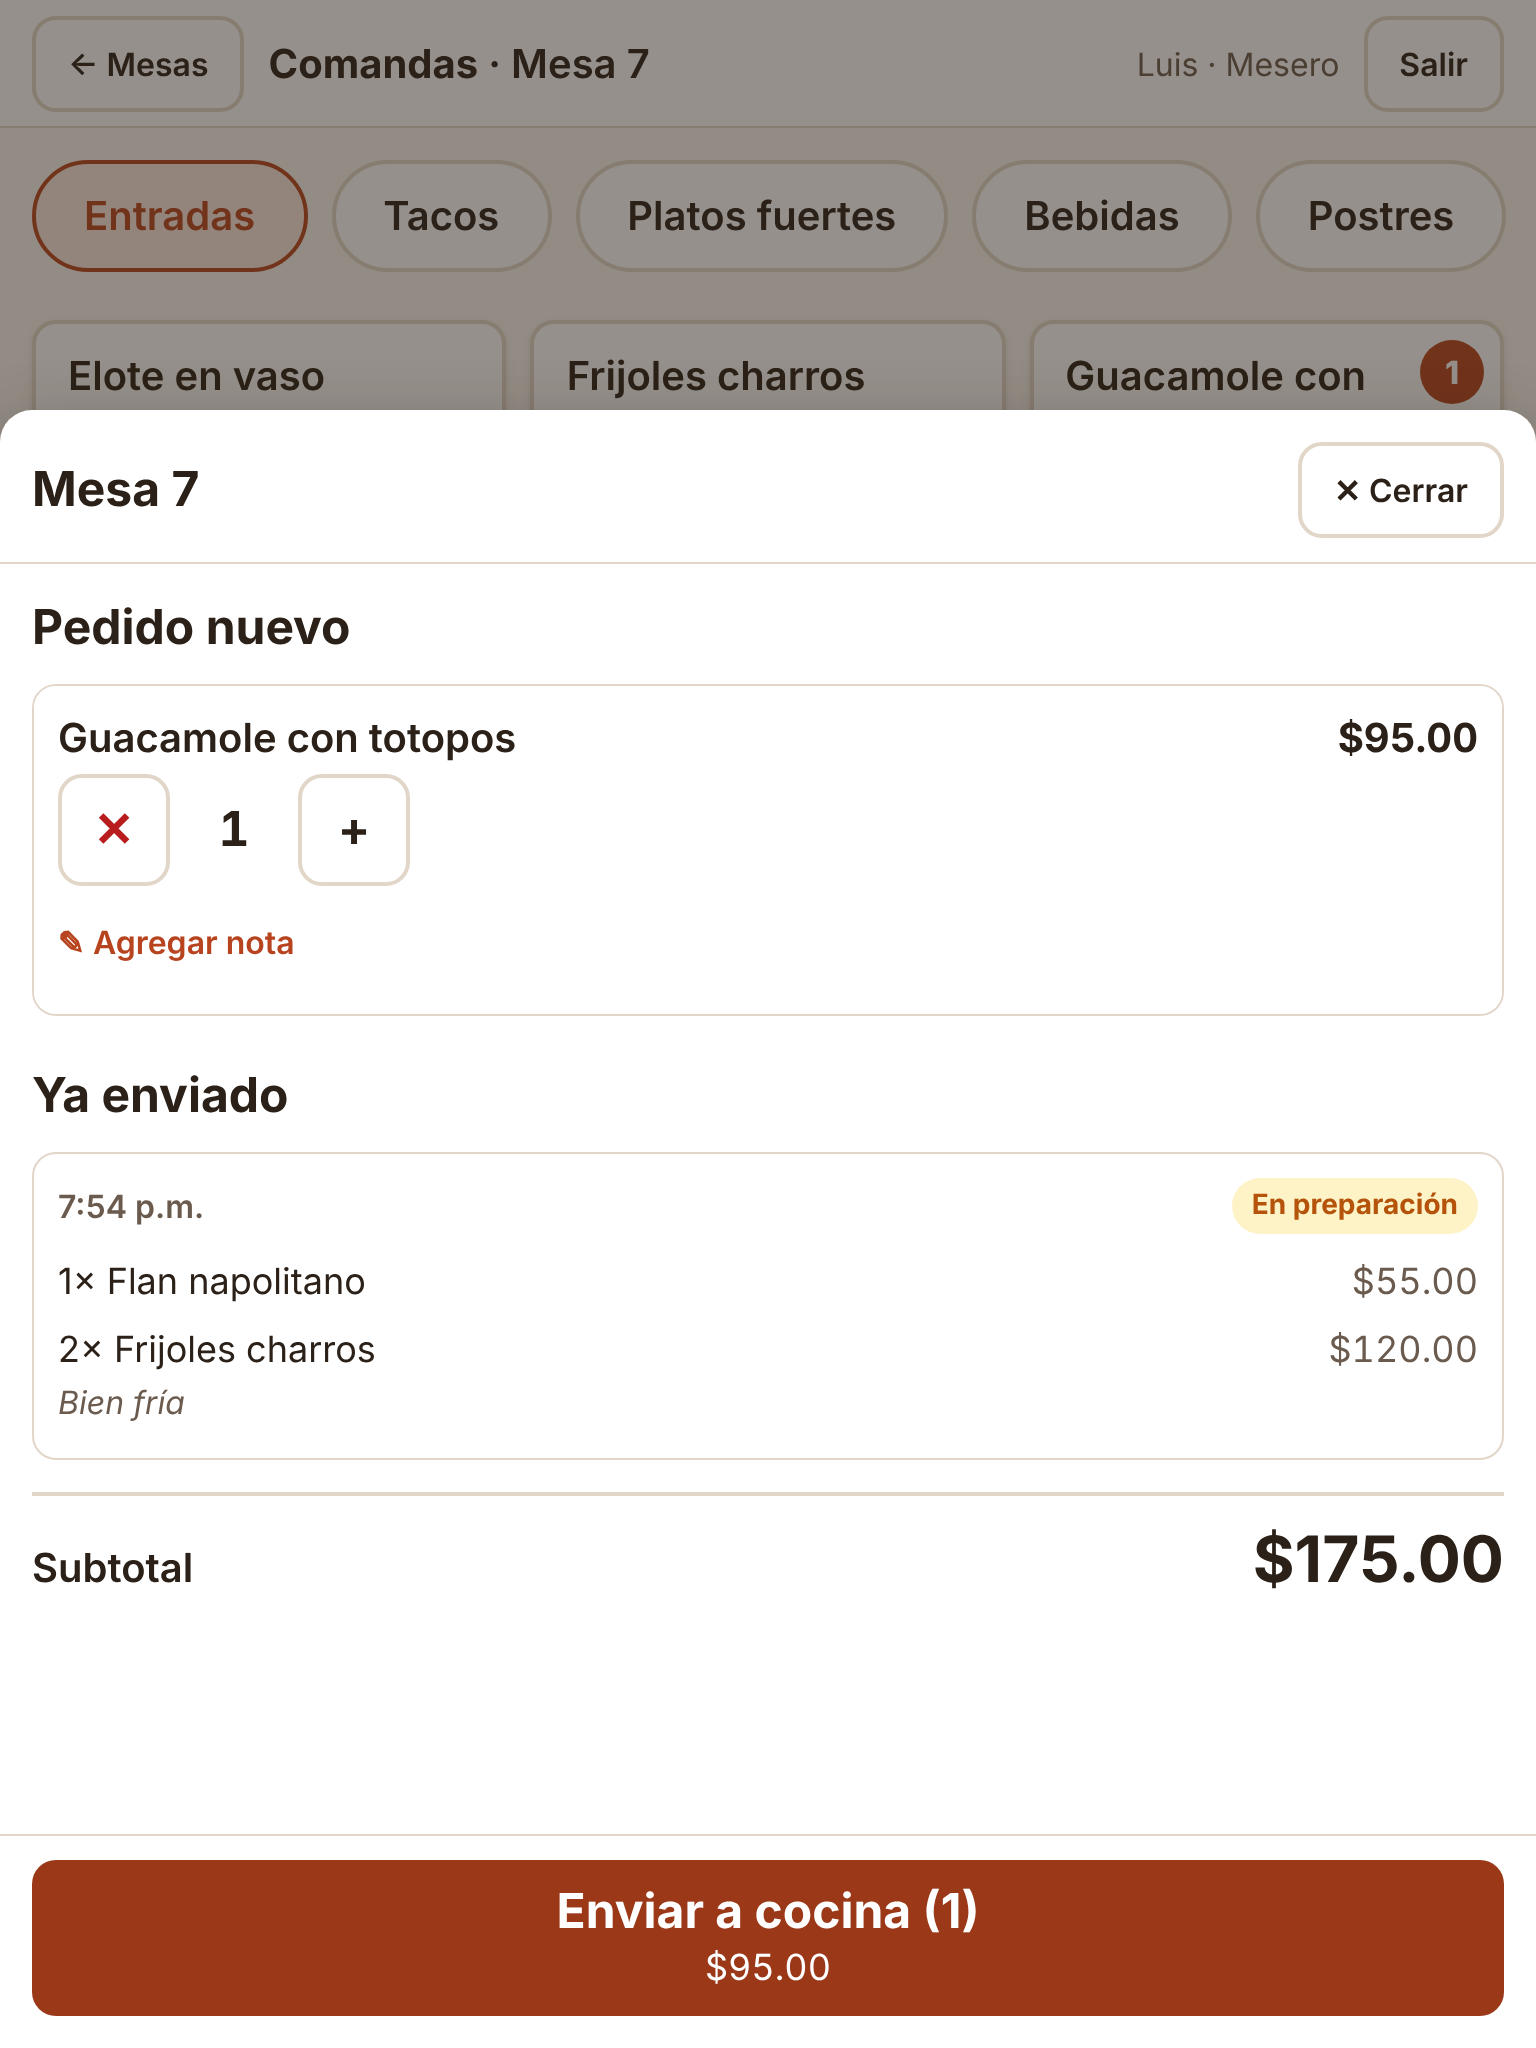 ← Mesas
Comandas · Mesa 7
Luis · Mesero
Salir
Entradas
Tacos
Platos fuertes
Bebidas
Postres
Elote en vaso
Frijoles charros
Guacamole con
1
Mesa 7
✕ Cerrar
Pedido nuevo
Guacamole con totopos
$95.00
✕
1
+
✎ Agregar nota
Ya enviado
7:54 p.m.
En preparación
1× Flan napolitano
$55.00
2× Frijoles charros
$120.00
Bien fría
Subtotal
$175.00
Enviar a cocina (1)
$95.00